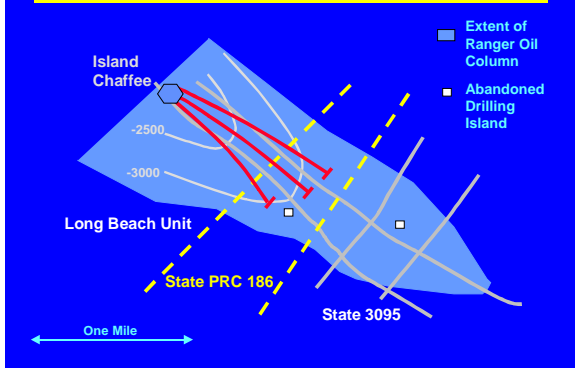 Extent of
Ranger Oil
Column
Island
Chaffee
Abandoned
Drilling
Island
-2500
-3000
Long Beach Unit
State PRC 186
State 3095
One Mile